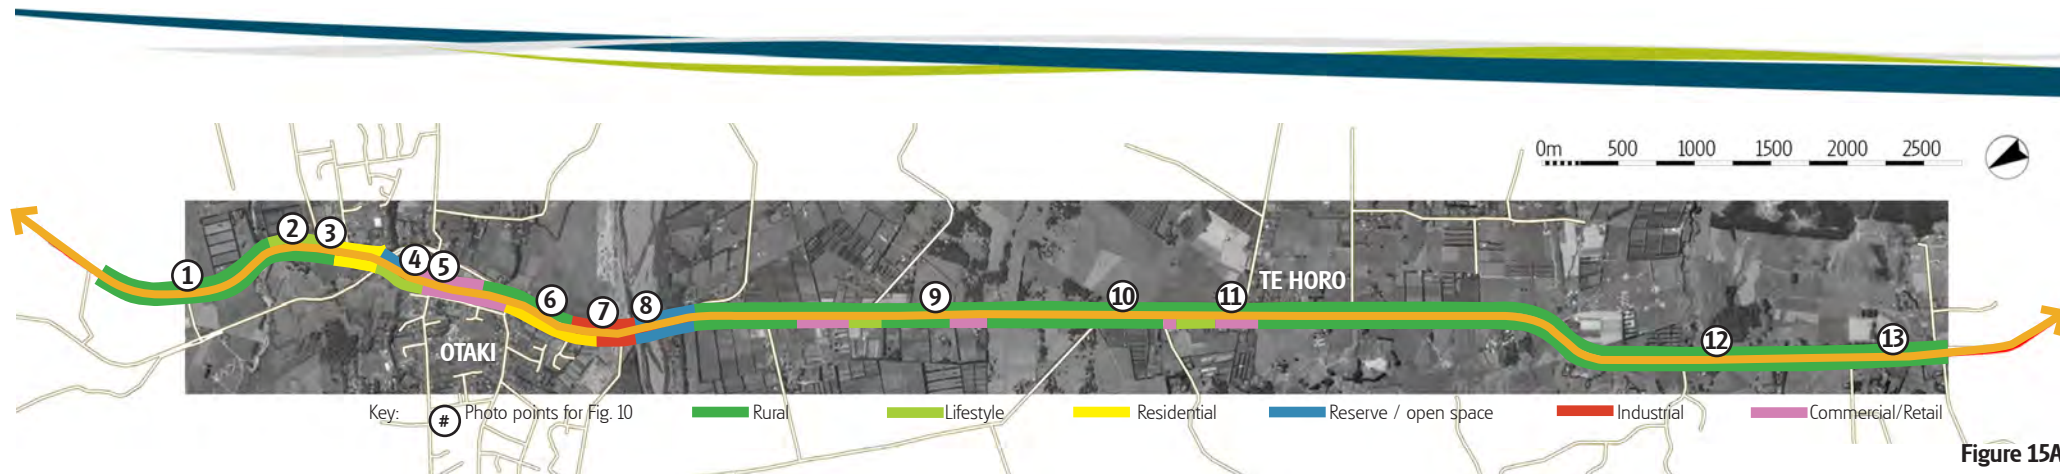 0m 500 1000 1500 2000 2500
1
2
3
4
5
6
7
8
9
10
11
12
13
TE HORO
OTAKI
Key: # Photo points for Fig. 10 Rural Lifestyle Residential Reserve / open space Industrial Commercial/Retail
Figure 15A